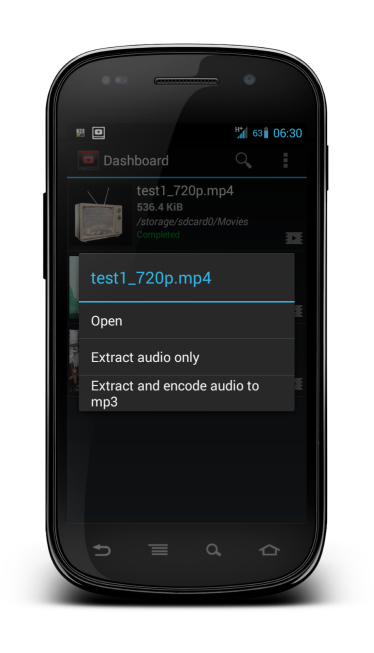 H 63 06:30
Dashboard
test1_720p.mp4
536.4 KiB
/storage/sdcard0/Movies
Completed
test1_720p.mp4
Open
Extract audio only
Extract and encode audio to
mp3